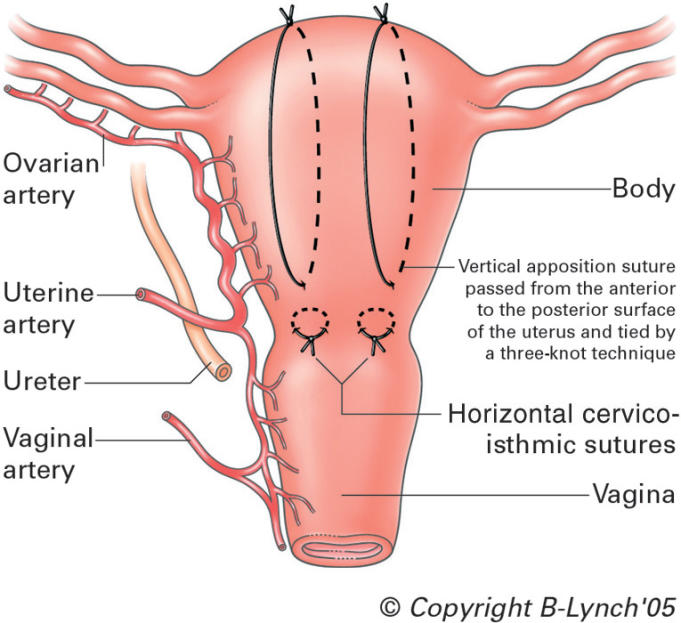 Ovarian
artery
Body
Uterine
artery
Vertical apposition suture
passed from the anterior
to the posterior surface
of the uterus and tied by
a three-knot technique
Ureter
Horizontal cervico-
isthmic sutures
Vaginal
artery
Vagina
© Copyright B-Lynch'05